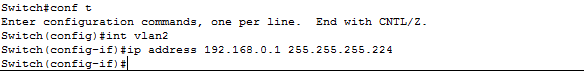 Switch#conf t
Enter configuration commands, one per line.  End with CNTL/Z.
Switch(config)#int vlan2
Switch(config-if)#ip address 192.168.0.1 255.255.255.224
Switch(config-if)#